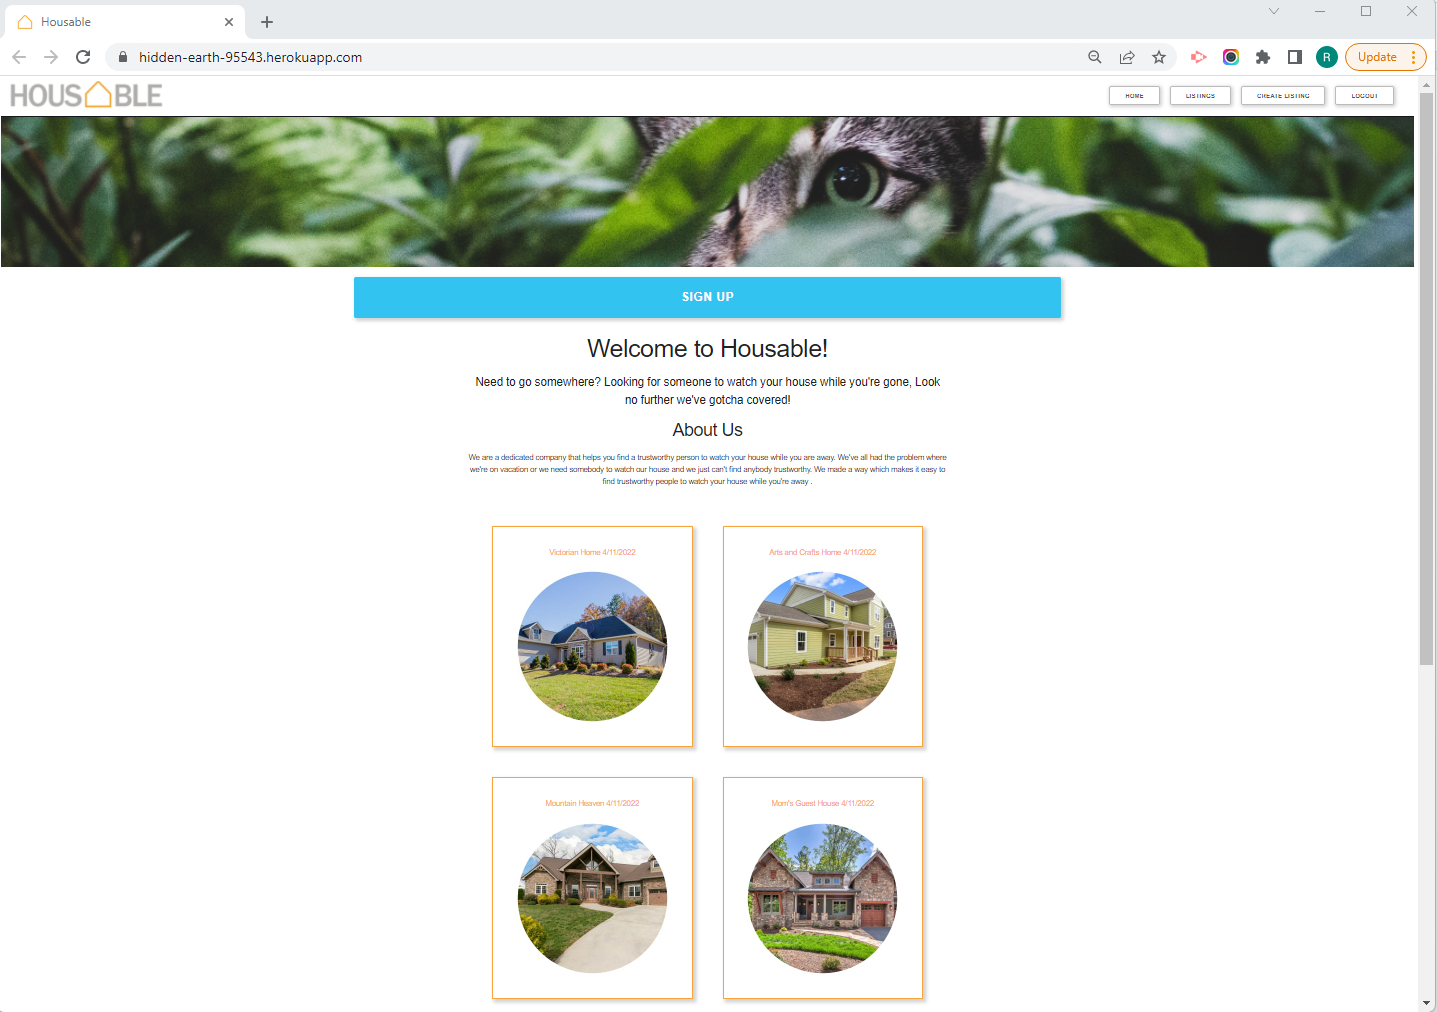 Housable
hidden-earth-95543.herokuapp.com
R
Update
HOUS BLE
HOME
LISTINGS
CREATE LISTING
LOGOUT
SIGN UP
Welcome to Housable!
Need to go somewhere? Looking for someone to watch your house while you're gone, Look
no further we've gotcha covered!
About Us
We are a dedicated company that helps you find a trustworthy person to watch your house while you are away. We've all had the problem where
we're on vacation or we need somebody to watch our house and we just can't find anybody trustworthy. We made a way which makes it easy to
find trustworthy people to watch your house while you're away .
Victorian Home 4/11/2022
Arts and Crafts Home 4/11/2022
Mountain Heaven 4/11/2022
Mom's Guest House 4/11/2022